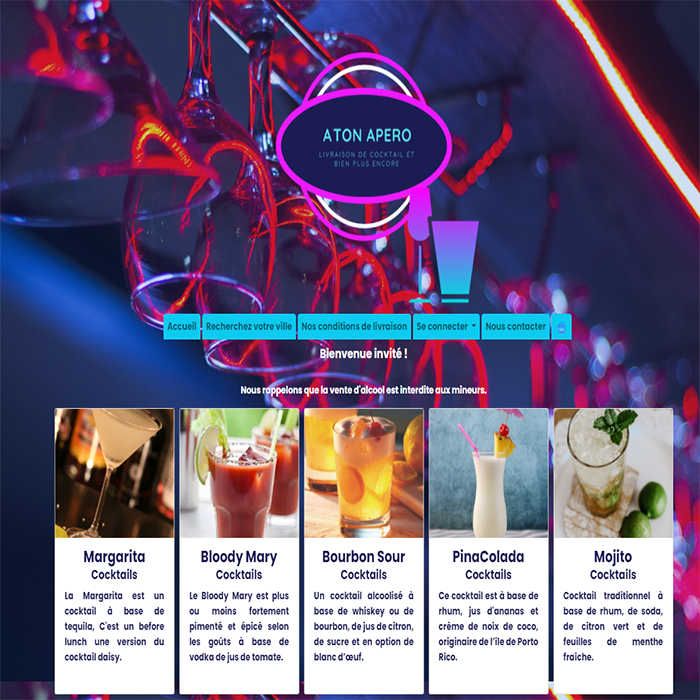 A TON APERO
LIVRAISON DE COCKTAIL ET
BIEN PLUS ENCORE
Accueil Recherchez votre ville Nos conditions de livraison Se connecter Nous contacter
Bienvenue invité !
Nous rappelons que la vente d'alcool est interdite aux mineurs.
Margarita
Cocktails
La Margarita est un
cocktail à base de
tequila, C'est un before
lunch une version du
cocktail daisy.
Bloody Mary
Cocktails
Le Bloody Mary est plus
ou moins fortement
pimenté et épicé selon
les goûts à base de
vodka de jus de tomate.
Bourbon Sour
Cocktails
Un cocktail alcoolisé à
base de whiskey ou de
bourbon, de jus de citron,
de sucre et en option de
blanc d'œuf.
PinaColada
Cocktails
Ce cocktail est à base de
rhum, jus d'ananas et
crème de noix de coco,
originaire de l'île de Porto
Rico.
Mojito
Cocktails
Cocktail traditionnel à
base de rhum, de soda,
de citron vert et de
feuilles de menthe
fraîche.